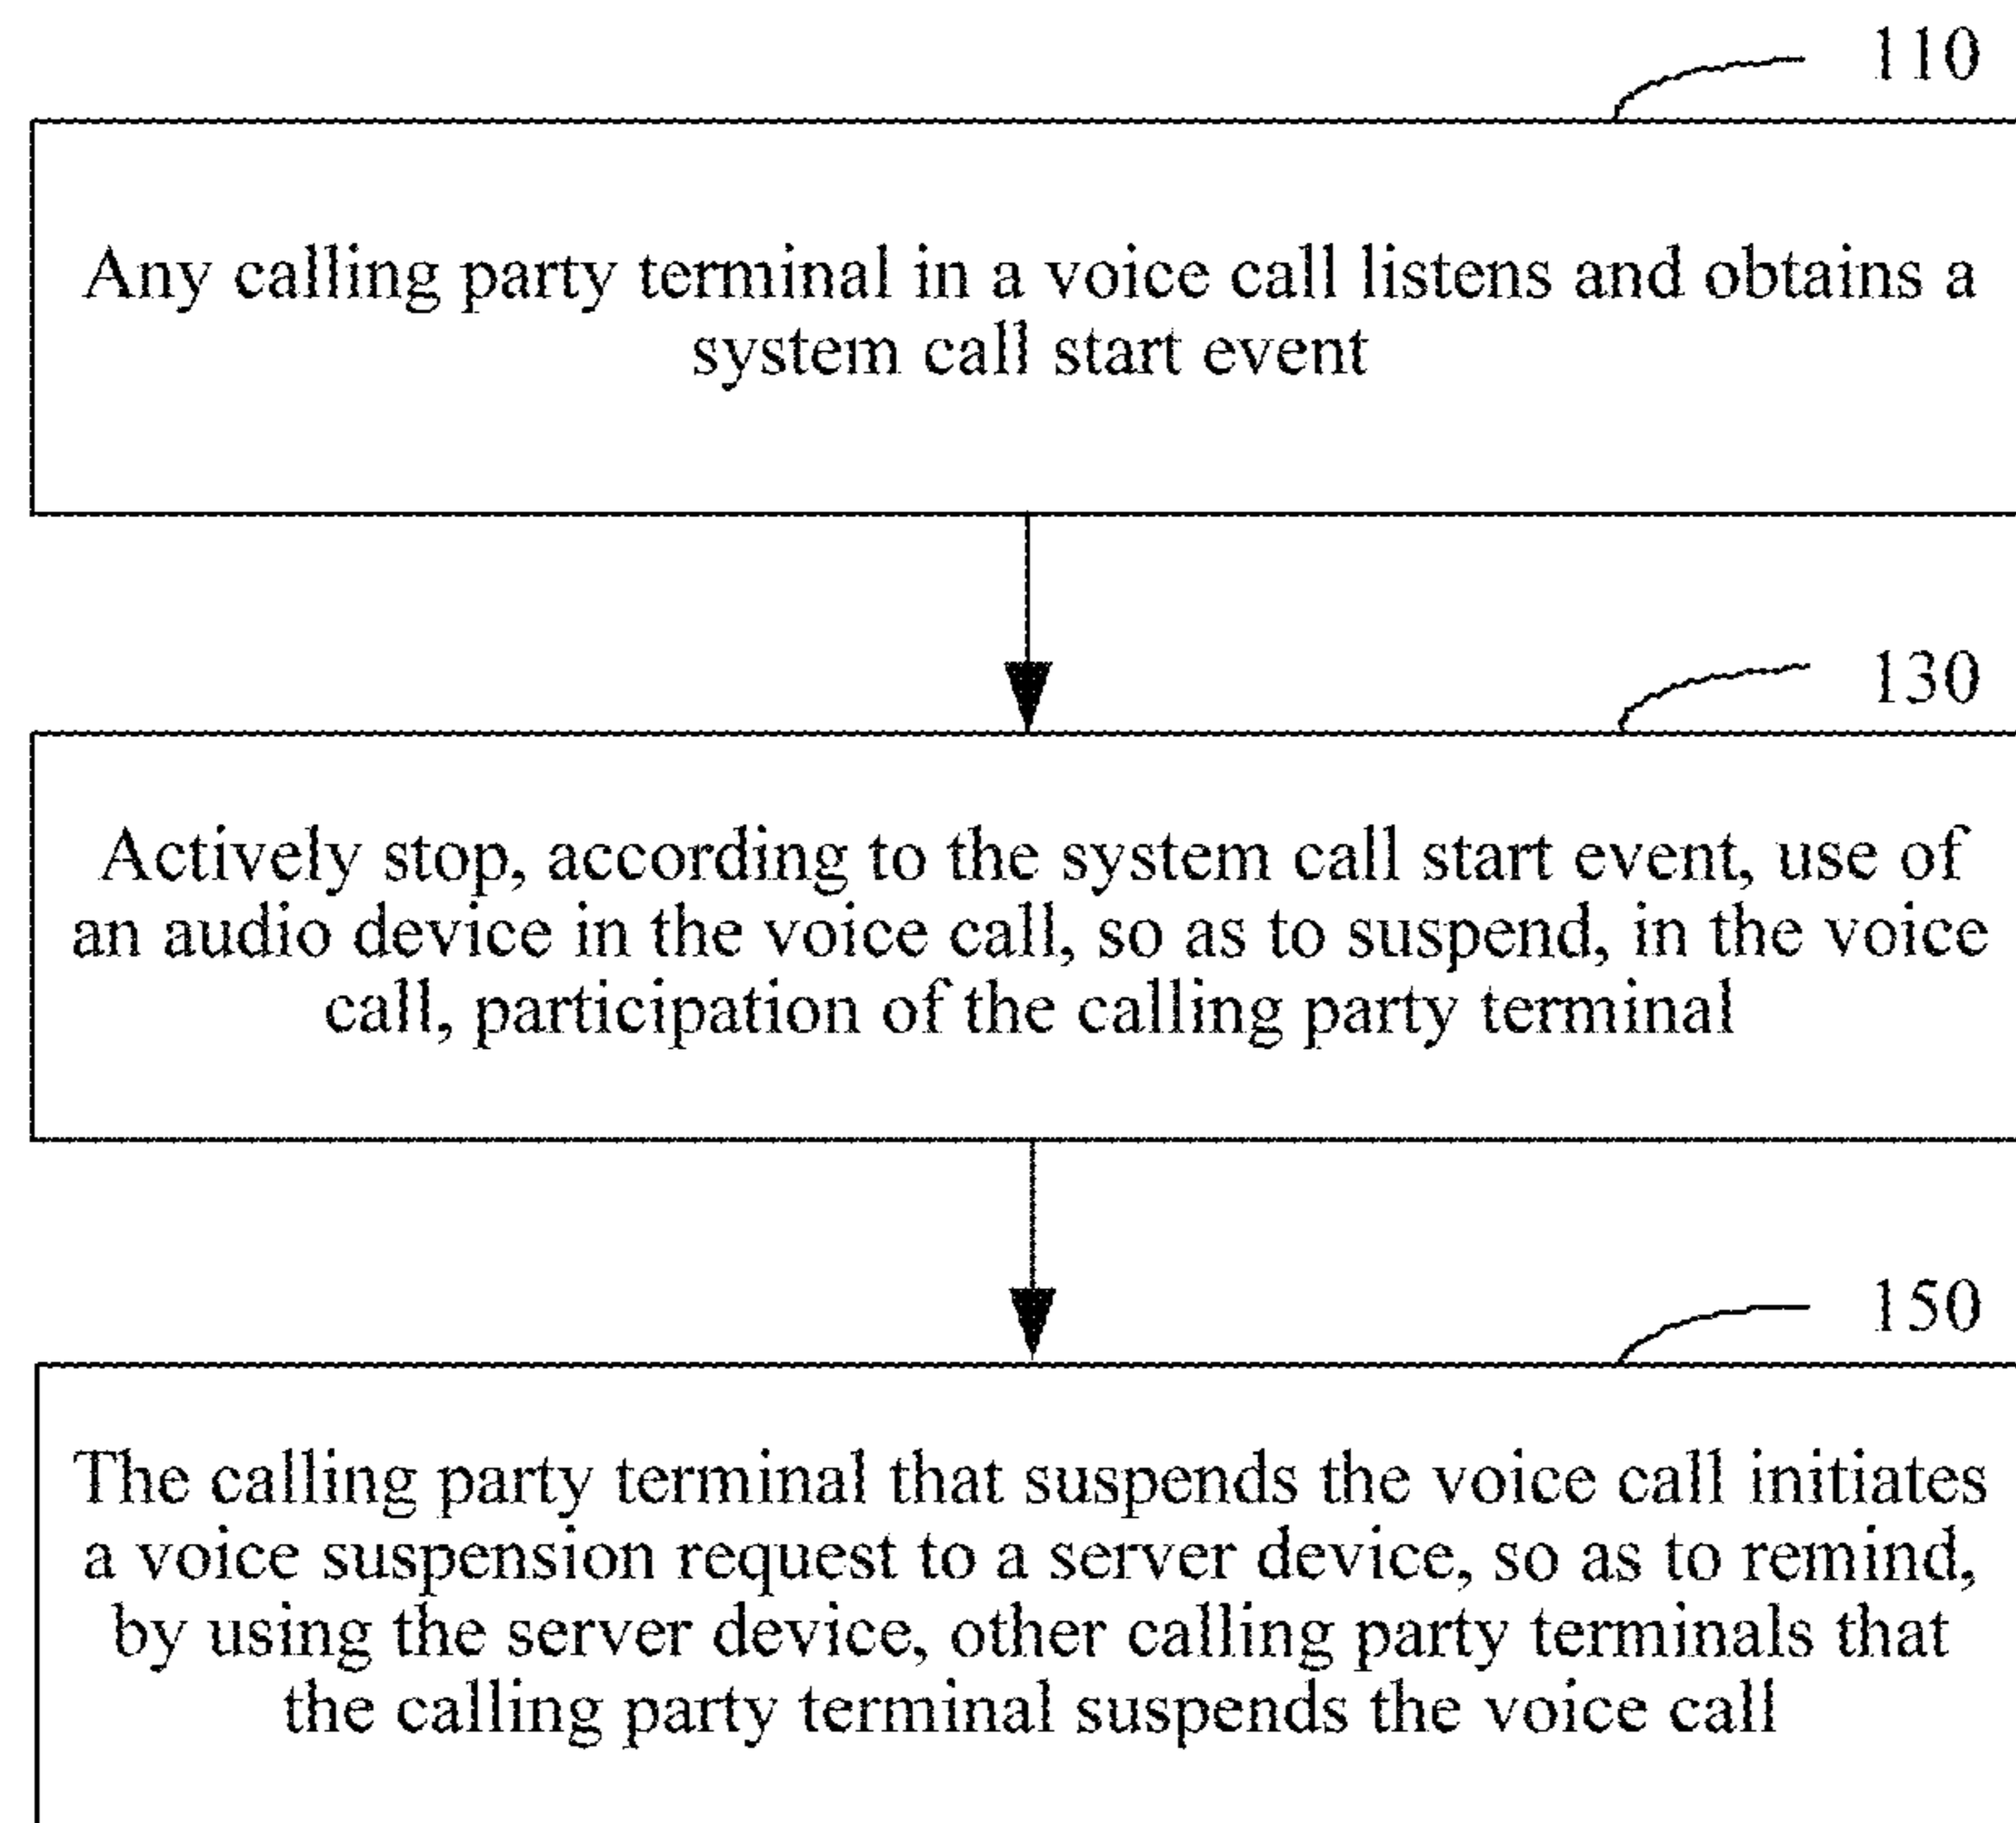 110
Any calling party terminal in a voice call listens and obtains a
system call start event
130
Actively stop, according to the system call start event, use of
an audio device in the voice call, so as to suspend, in the voice
call, participation of the calling party terminal
150
The calling party terminal that suspends the voice call initiates
a voice suspension request to a server device, so as to remind,
by using the server device, other calling party terminals that
the calling party terminal suspends the voice call